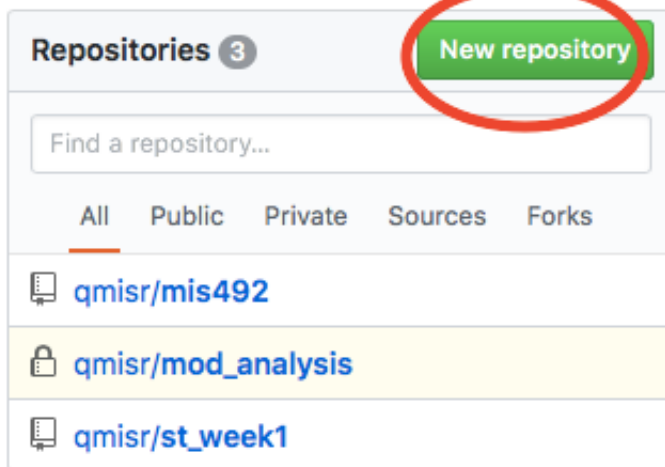 Repositories 3 New repository
Find a repository...
All Public Private Sources Forks
qmisr/mis492
qmisr/mod_analysis
qmisr/st_week1